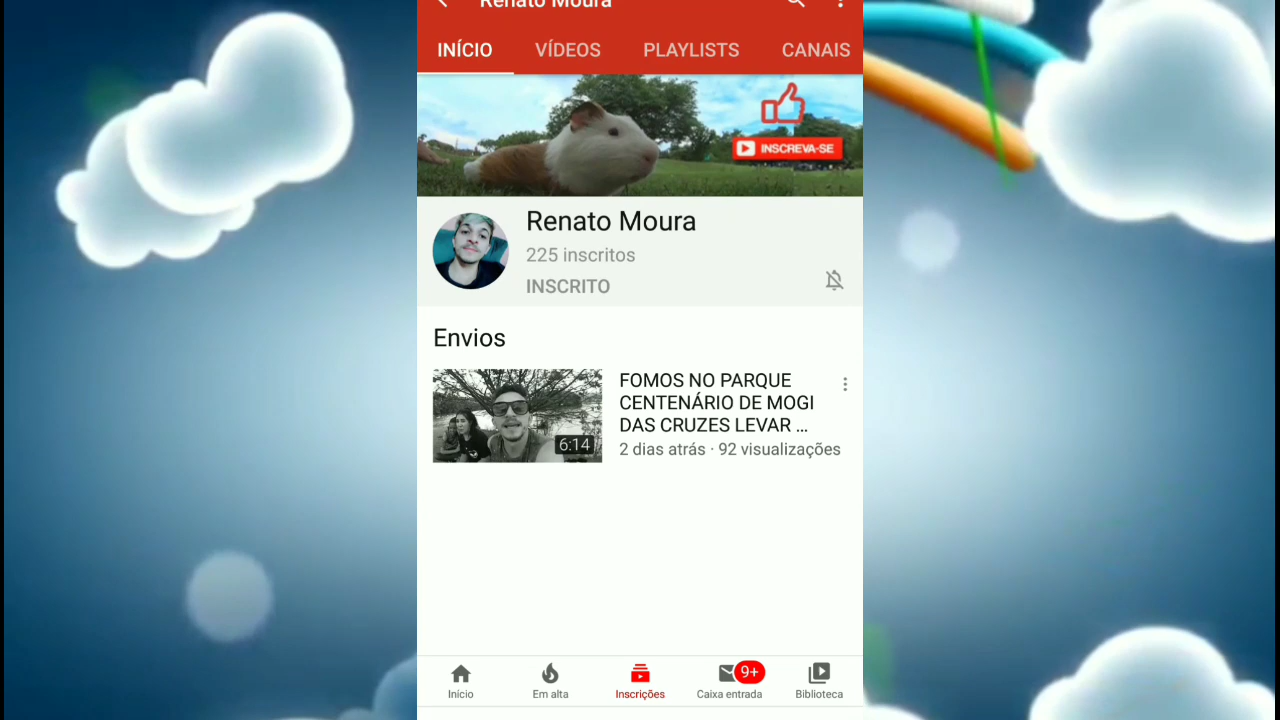 Renato Moura
INÍCIO VÍDEOS PLAYLISTS CANAIS
INSCREVA-SE
Renato Moura
225 inscritos
INSCRITO
Envios
FOMOS NO PARQUE
CENTENÁRIO DE MOGI
DAS CRUZES LEVAR ...
6:14
2 dias atrás · 92 visualizações
9+
Início Em alta Inscrições Caixa entrada Biblioteca